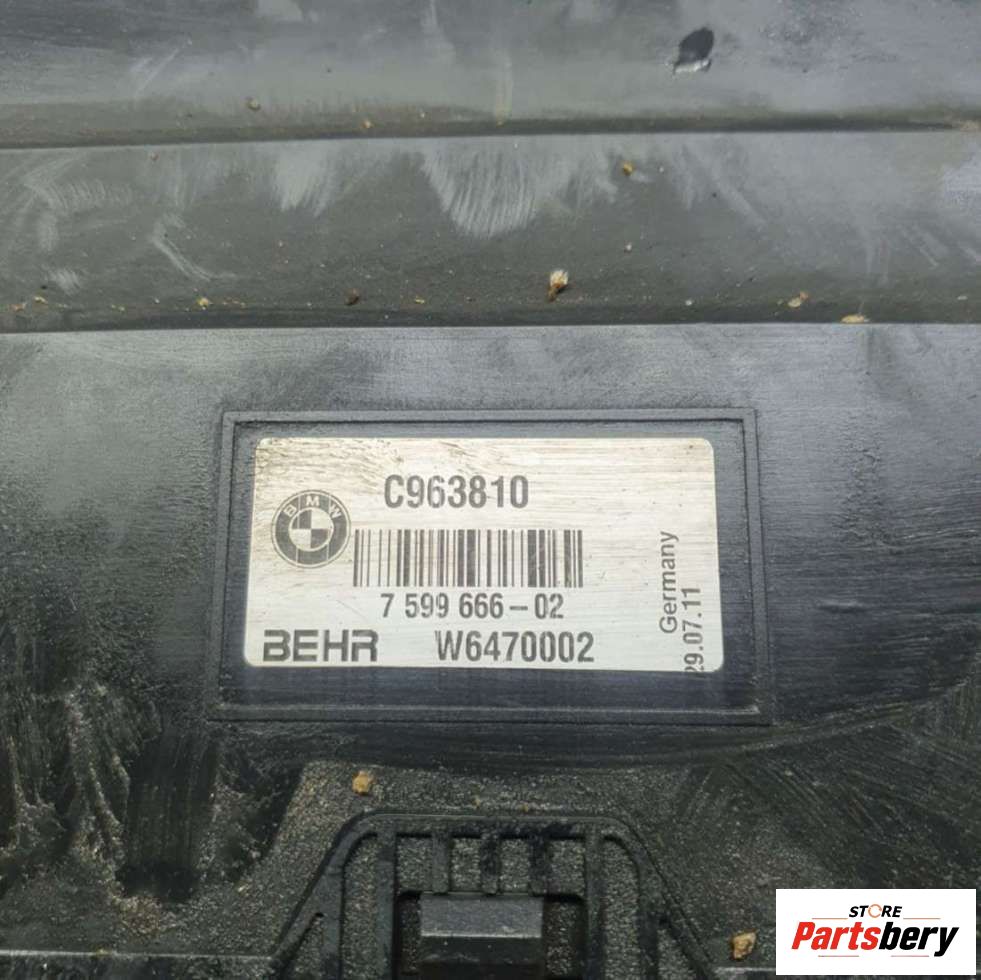 C963810
BMW
7 599 666-02
BEHR W6470002
Germany
29.07.11
STORE
Partsbery